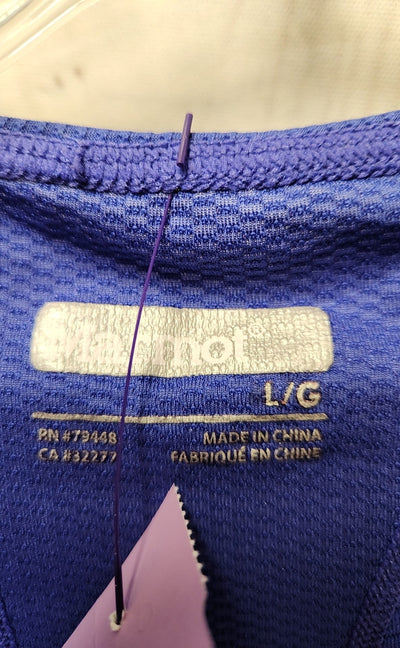 Marmot
L/G
RN #79448
CA #32277
MADE IN CHINA
FABRIQUÉ EN CHINE